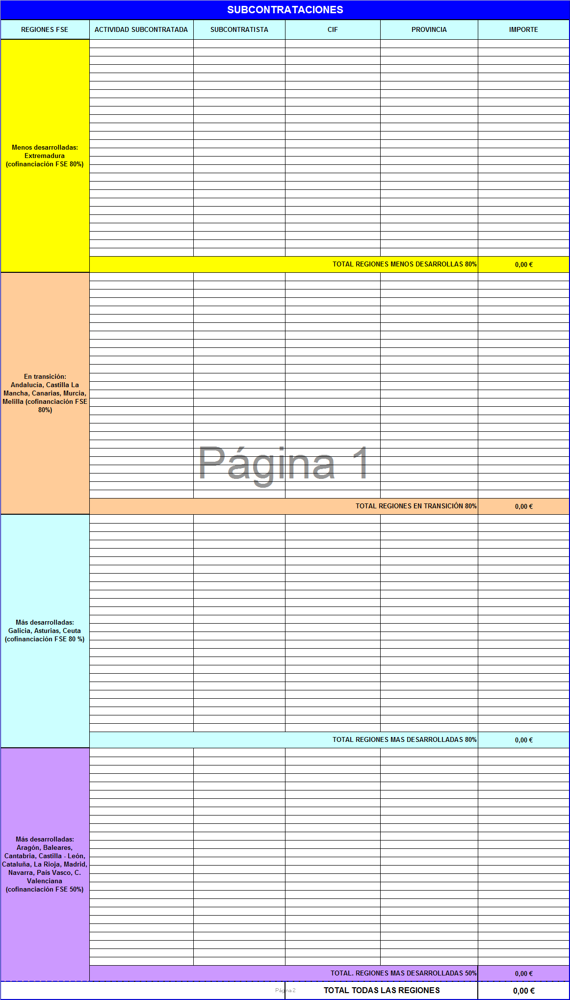 SUBCONTRATACIONES
REGIONES FSE
ACTIVIDAD SUBCONTRATADA
SUBCONTRATISTA
CIF
PROVINCIA
IMPORTE
Menos desarrolladas:
Extremadura
(cofinanciación FSE 80%)
TOTAL REGIONES MENOS DESARROLLAS 80%
0,00 €
En transición:
Andalucía, Castilla La
Mancha, Canarias, Murcia,
Melilla (cofinanciación FSE
80%)
Página 1
TOTAL REGIONES EN TRANSICIÓN 80%
0,00 €
Más desarrolladas:
Galicia, Asturias, Ceuta
(cofinanciación FSE 80 %)
TOTAL REGIONES MAS DESARROLLADAS 80%
0,00 €
Más desarrolladas:
Aragón, Baleares,
Cantabria, Castilla - León,
Cataluña, La Rioja, Madrid,
Navarra, País Vasco, C.
Valenciana
(cofinanciación FSE 50%)
TOTAL. REGIONES MAS DESARROLLADAS 50%
0,00 €
Página 2
TOTAL TODAS LAS REGIONES
0,00 €